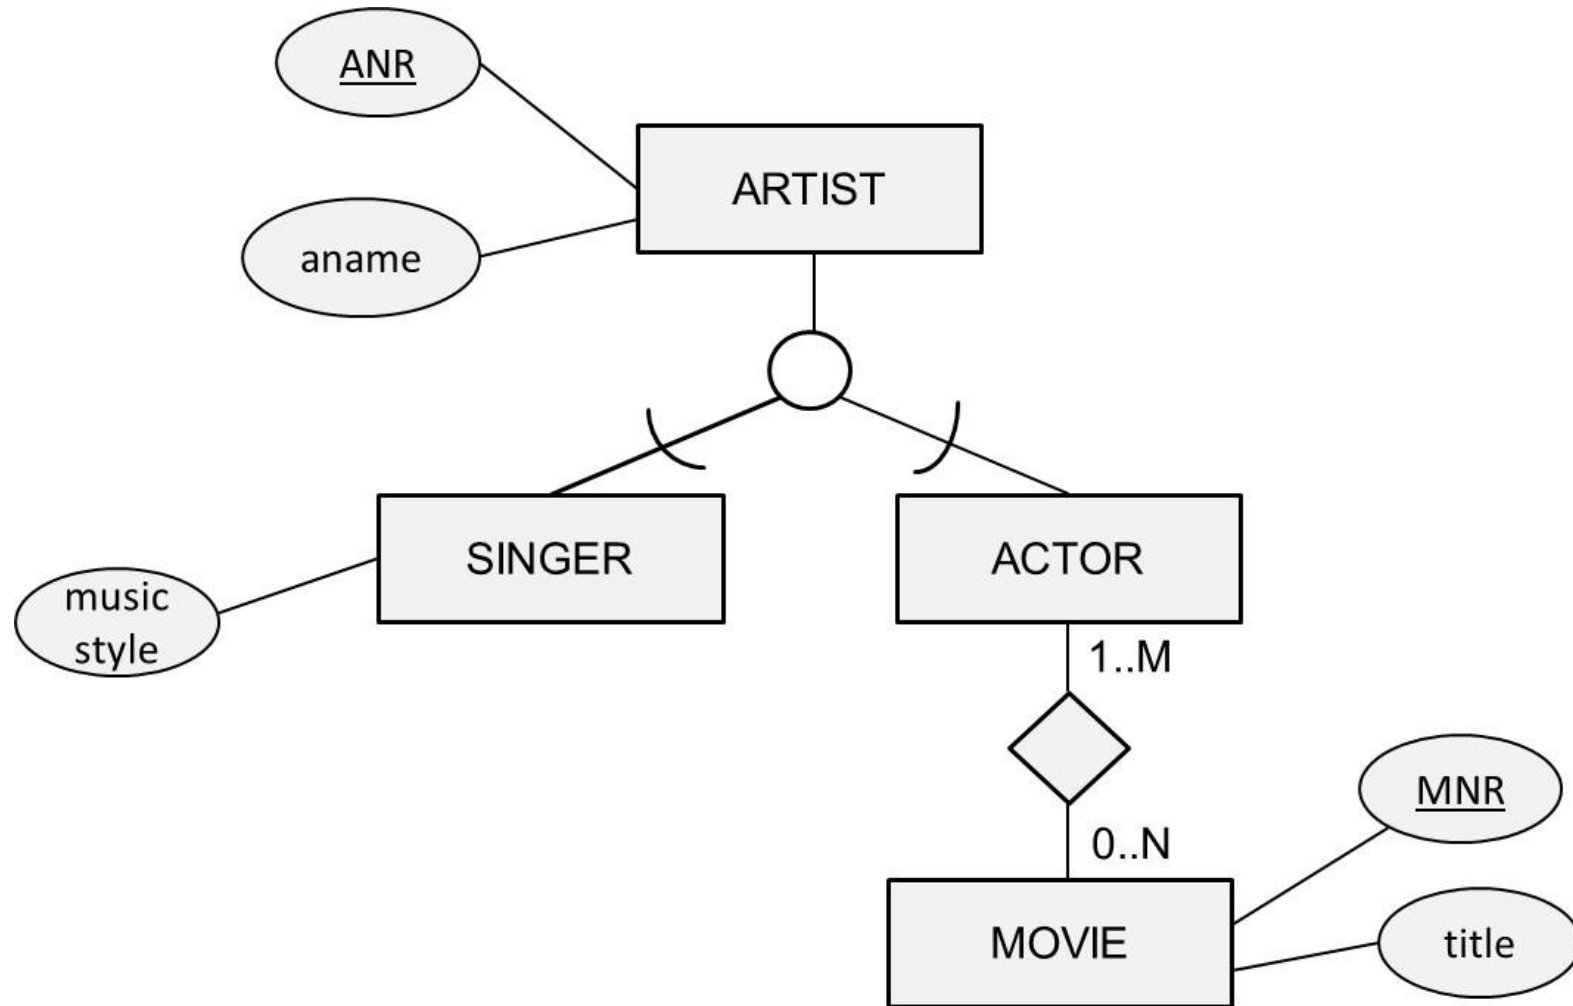 ANR
ARTIST
aname
SINGER
ACTOR
music
style
1..M
MNR
0..N
MOVIE
title